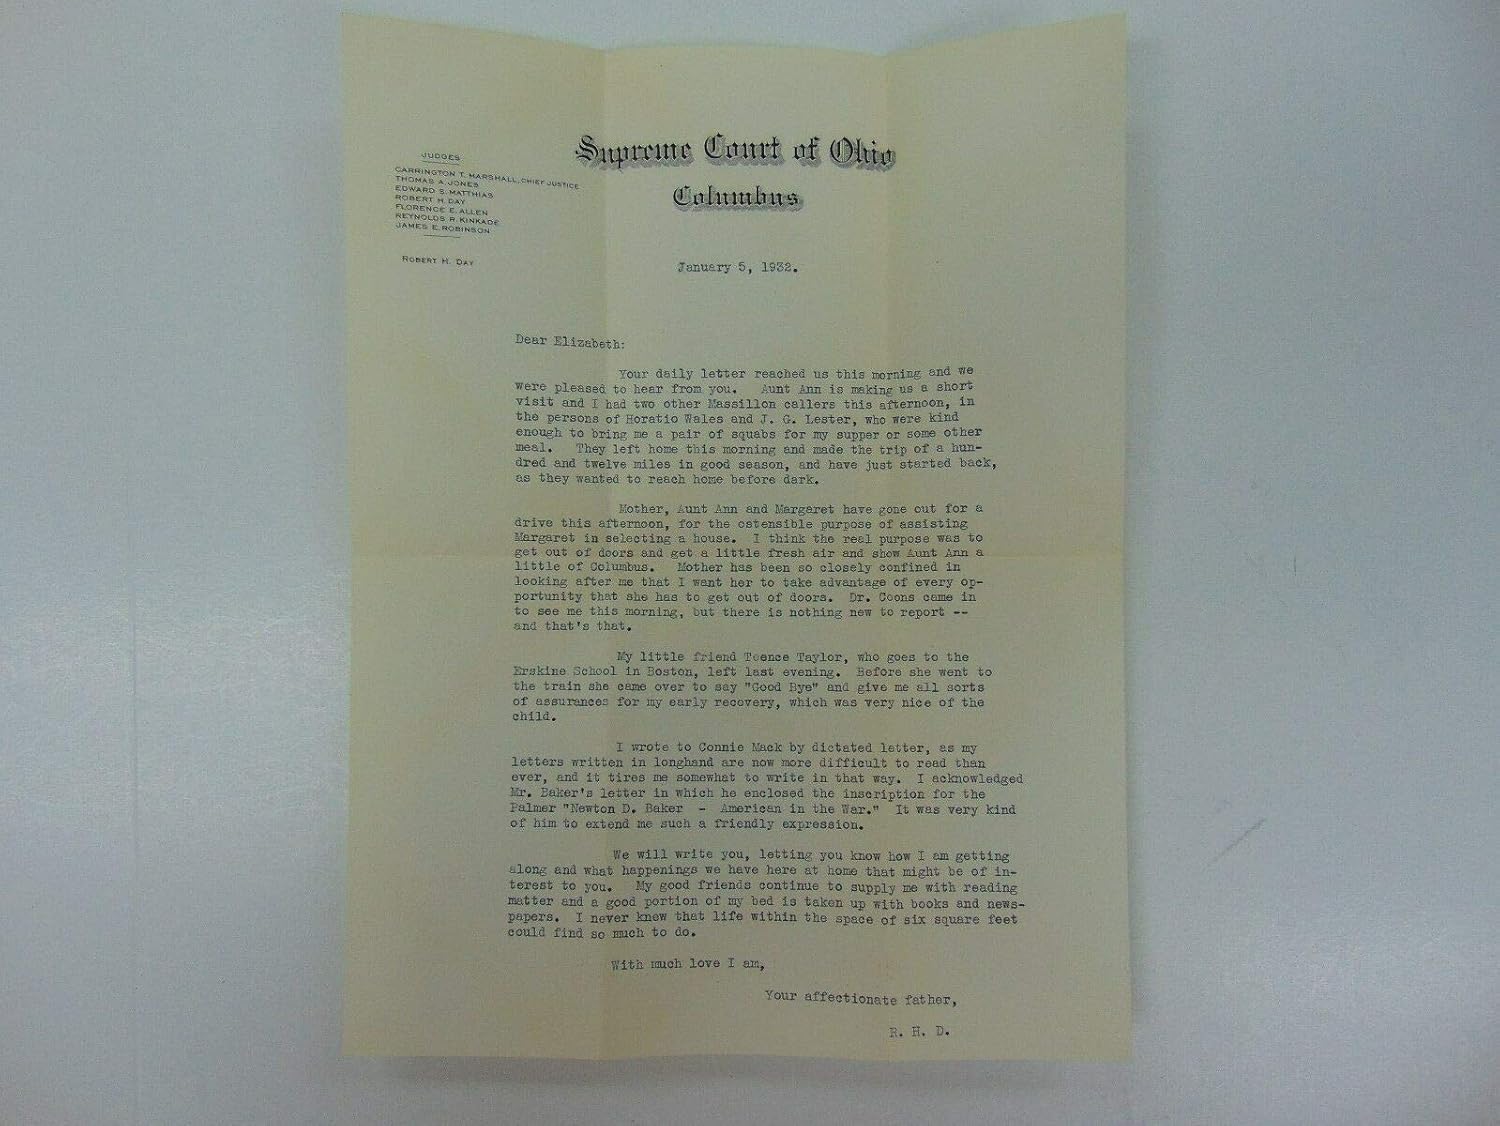 Supreme Court of Ohio
Columbus
JUDGES
CARRINGTON T. MARSHALL, CHIEF JUSTICE
THOMAS A. JONES
EDWARD S. MATTHIAS
ROBERT H. DAY
FLORENCE E. ALLEN
REYNOLDS R. KINKADE
JAMES E. ROBINSON
ROBERT H. DAY
January 5, 1932.
Dear Elizabeth:
Your daily letter reached us this morning and we
were pleased to hear from you. Aunt Ann is making us a short
visit and I had two other Massillon callers this afternoon, in
the persons of Horatio Wales and J. G. Lester, who were kind
enough to bring me a pair of squabs for my supper or some other
meal. They left home this morning and made the trip of a hun-
dred and twelve miles in good season, and have just started back,
as they wanted to reach home before dark.
Mother, Aunt Ann and Margaret have gone out for a
drive this afternoon, for the ostensible purpose of assisting
Margaret in selecting a house. I think the real purpose was to
get out of doors and get a little fresh air and show Aunt Ann a
little of Columbus. Mother has been so closely confined in
looking after me that I want her to take advantage of every op-
portunity that she has to get out of doors. Dr. Coons came in
to see me this morning, but there is nothing new to report --
and that's that.
My little friend Teence Taylor, who goes to the
Erskine School in Boston, left last evening. Before she went to
the train she came over to say "Good Bye" and give me all sorts
of assurances for my early recovery, which was very nice of the
child.
I wrote to Connie Mack by dictated letter, as my
letters written in longhand are now more difficult to read than
ever, and it tires me somewhat to write in that way. I acknowledged
Mr. Baker's letter in which he enclosed the inscription for the
Palmer "Newton D. Baker - American in the War." It was very kind
of him to extend me such a friendly expression.
We will write you, letting you know how I am getting
along and what happenings we have here at home that might be of in-
terest to you. My good friends continue to supply me with reading
matter and a good portion of my bed is taken up with books and news-
papers. I never knew that life within the space of six square feet
could find so much to do.
With much love I am,
Your affectionate father,
R. H. D.